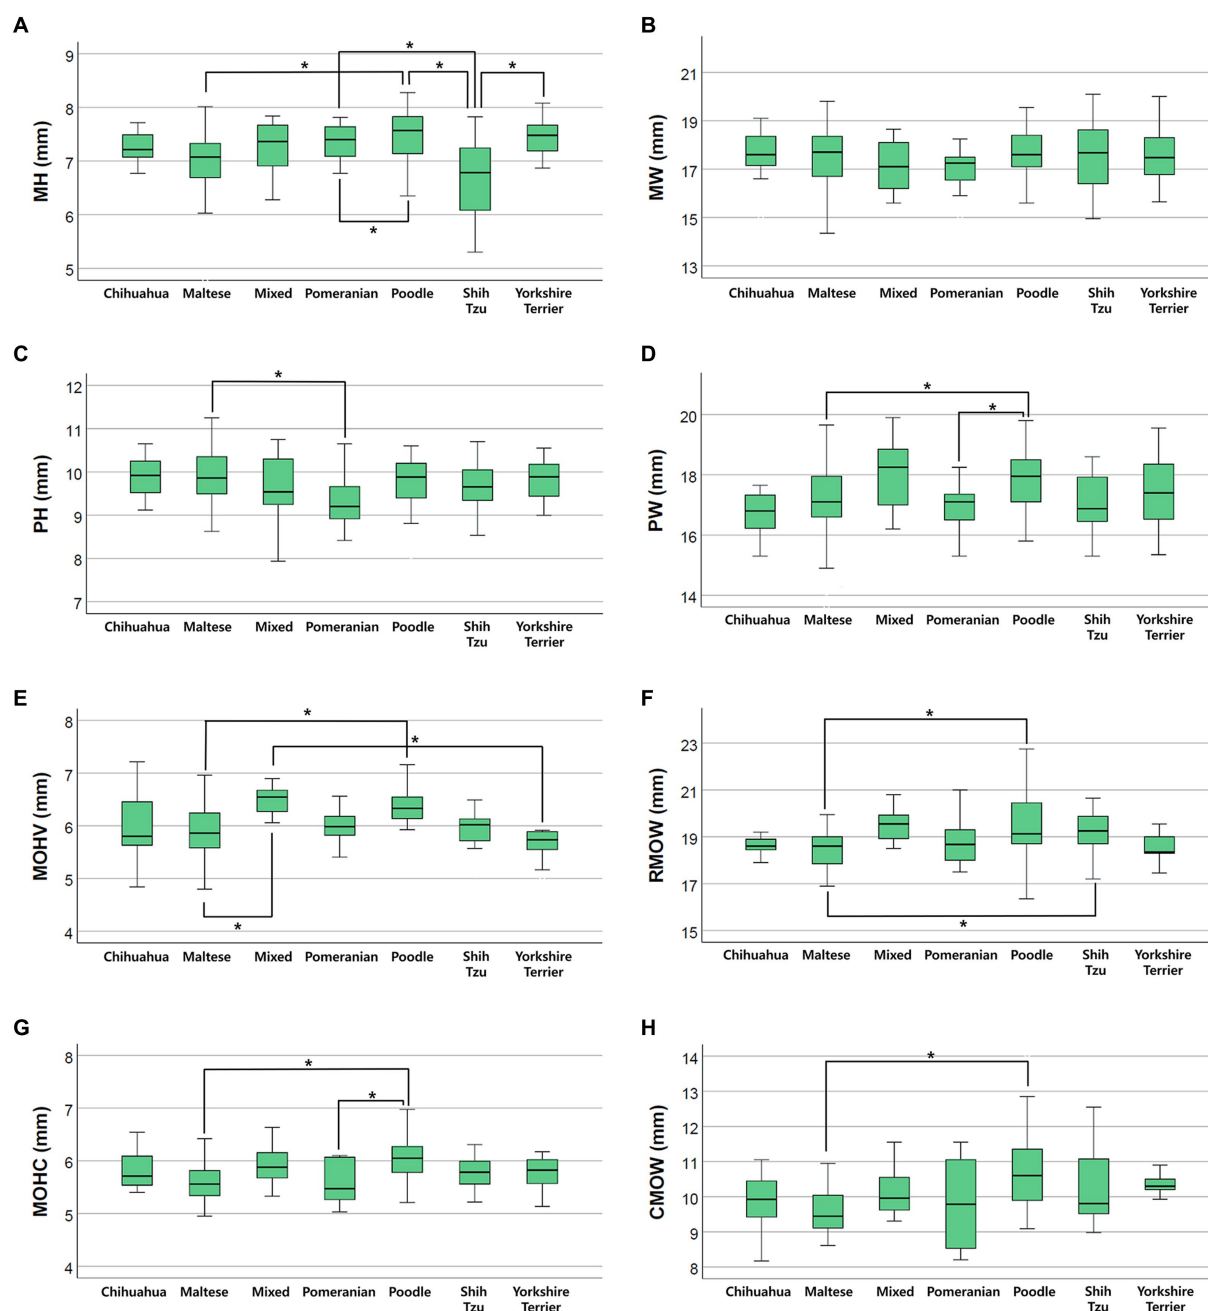 A
MH (mm)
9
8
7
6
5
*
*
*
*
*
Chihuahua Maltese Mixed Pomeranian Poodle Shih Tzu Yorkshire Terrier
B
MW (mm)
21
19
17
15
13
Chihuahua Maltese Mixed Pomeranian Poodle Shih Tzu Yorkshire Terrier
C
PH (mm)
12
11
10
9
8
7
*
Chihuahua Maltese Mixed Pomeranian Poodle Shih Tzu Yorkshire Terrier
D
PW (mm)
20
18
16
14
*
*
Chihuahua Maltese Mixed Pomeranian Poodle Shih Tzu Yorkshire Terrier
E
MOHV (mm)
8
7
6
5
4
*
*
*
Chihuahua Maltese Mixed Pomeranian Poodle Shih Tzu Yorkshire Terrier
F
RMOW (mm)
23
21
19
17
15
*
*
Chihuahua Maltese Mixed Pomeranian Poodle Shih Tzu Yorkshire Terrier
G
MOHC (mm)
8
7
6
5
4
*
*
Chihuahua Maltese Mixed Pomeranian Poodle Shih Tzu Yorkshire Terrier
H
CMOW (mm)
14
13
12
11
10
9
8
*
Chihuahua Maltese Mixed Pomeranian Poodle Shih Tzu Yorkshire Terrier